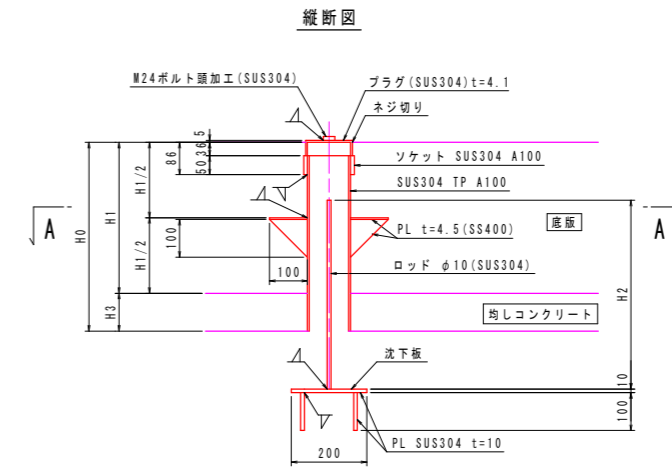 縦断図
M24ボルト頭加工(SUS304)
プラグ(SUS304)t=4.1
ネジ切り
ソケット SUS304 A100
SUS304 TP A100
5
36
50
86
H1/2
H1
H0
A
A
底版
PL t=4.5(SS400)
100
H1/2
100
ロッド φ10(SUS304)
H2
H3
均しコンクリート
沈下板
10
100
PL SUS304 t=10
200